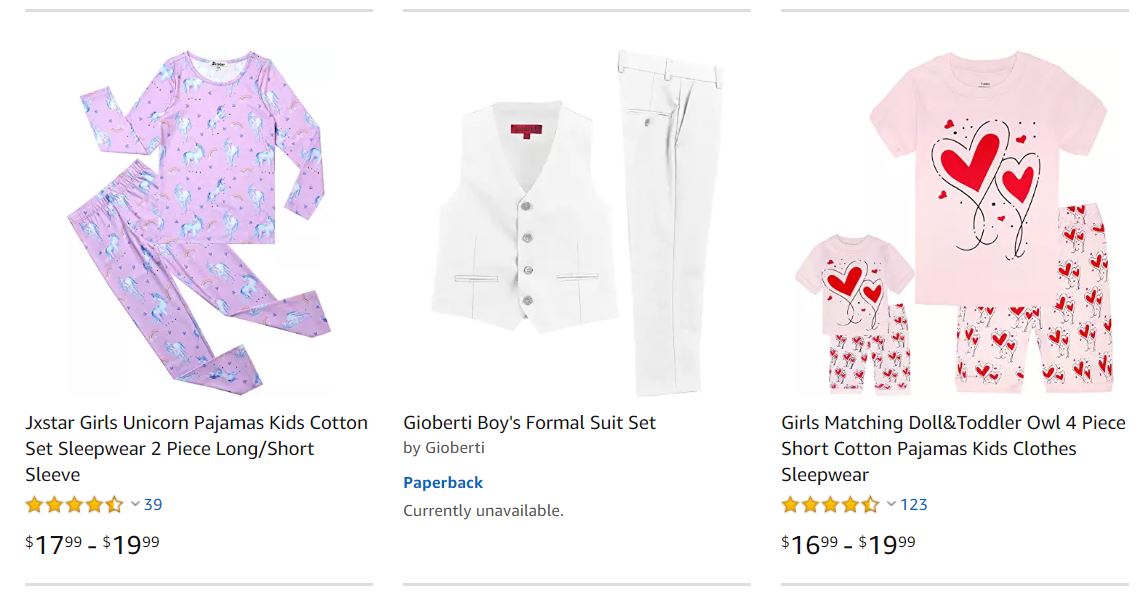 Jxstar Girls Unicorn Pajamas Kids Cotton
Set Sleepwear 2 Piece Long/Short
Sleeve
39
$17.99 - $19.99
Gioberti Boy's Formal Suit Set
by Gioberti
Paperback
Currently unavailable.
Girls Matching Doll&Toddler Owl 4 Piece
Short Cotton Pajamas Kids Clothes
Sleepwear
123
$16.99 - $19.99